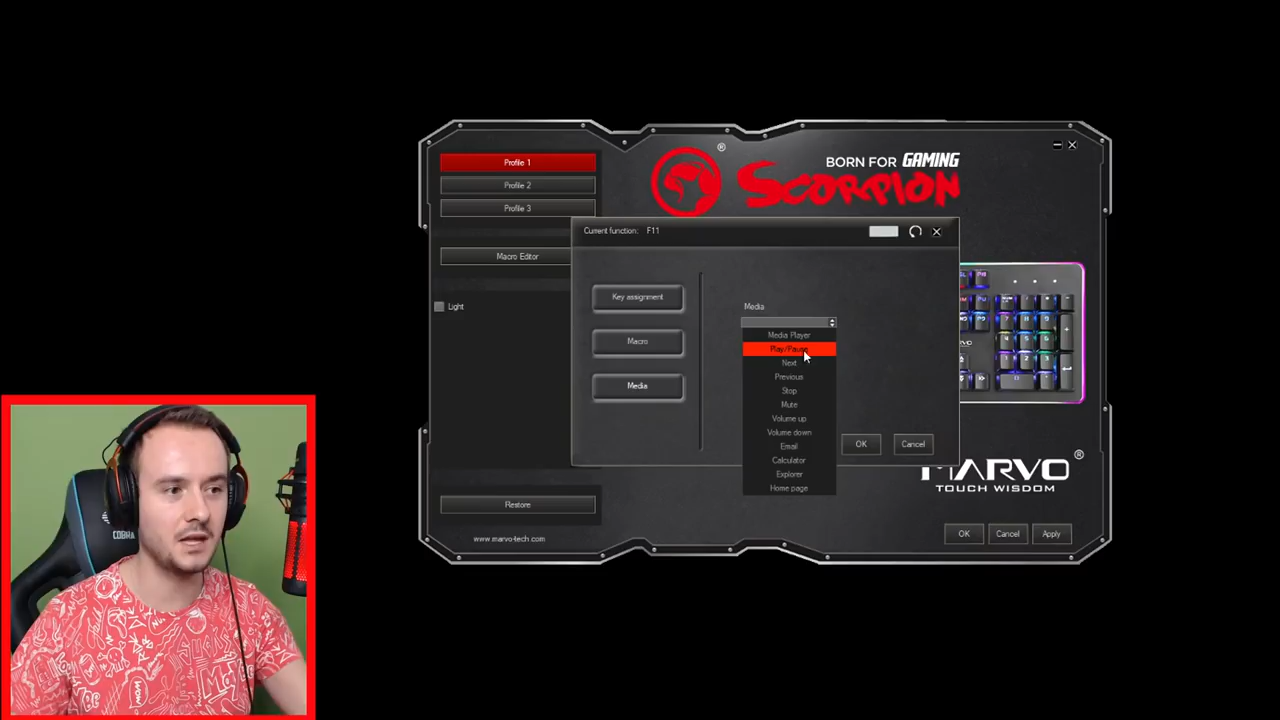 Profile 1
Profile 2
Profile 3
Macro Editor
Light
Restore
www.marvo-tech.com
®
BORN FOR GAMING
SCORPION
Current function: F11
Key assignment
Macro
Media
Media
Media Player
Play/Pause
Next
Previous
Stop
Mute
Volume up
Volume down
Email
Calculator
Explorer
Home page
OK
Cancel
MARVO ®
TOUCH WISDOM
OK
Cancel
Apply
COBRA